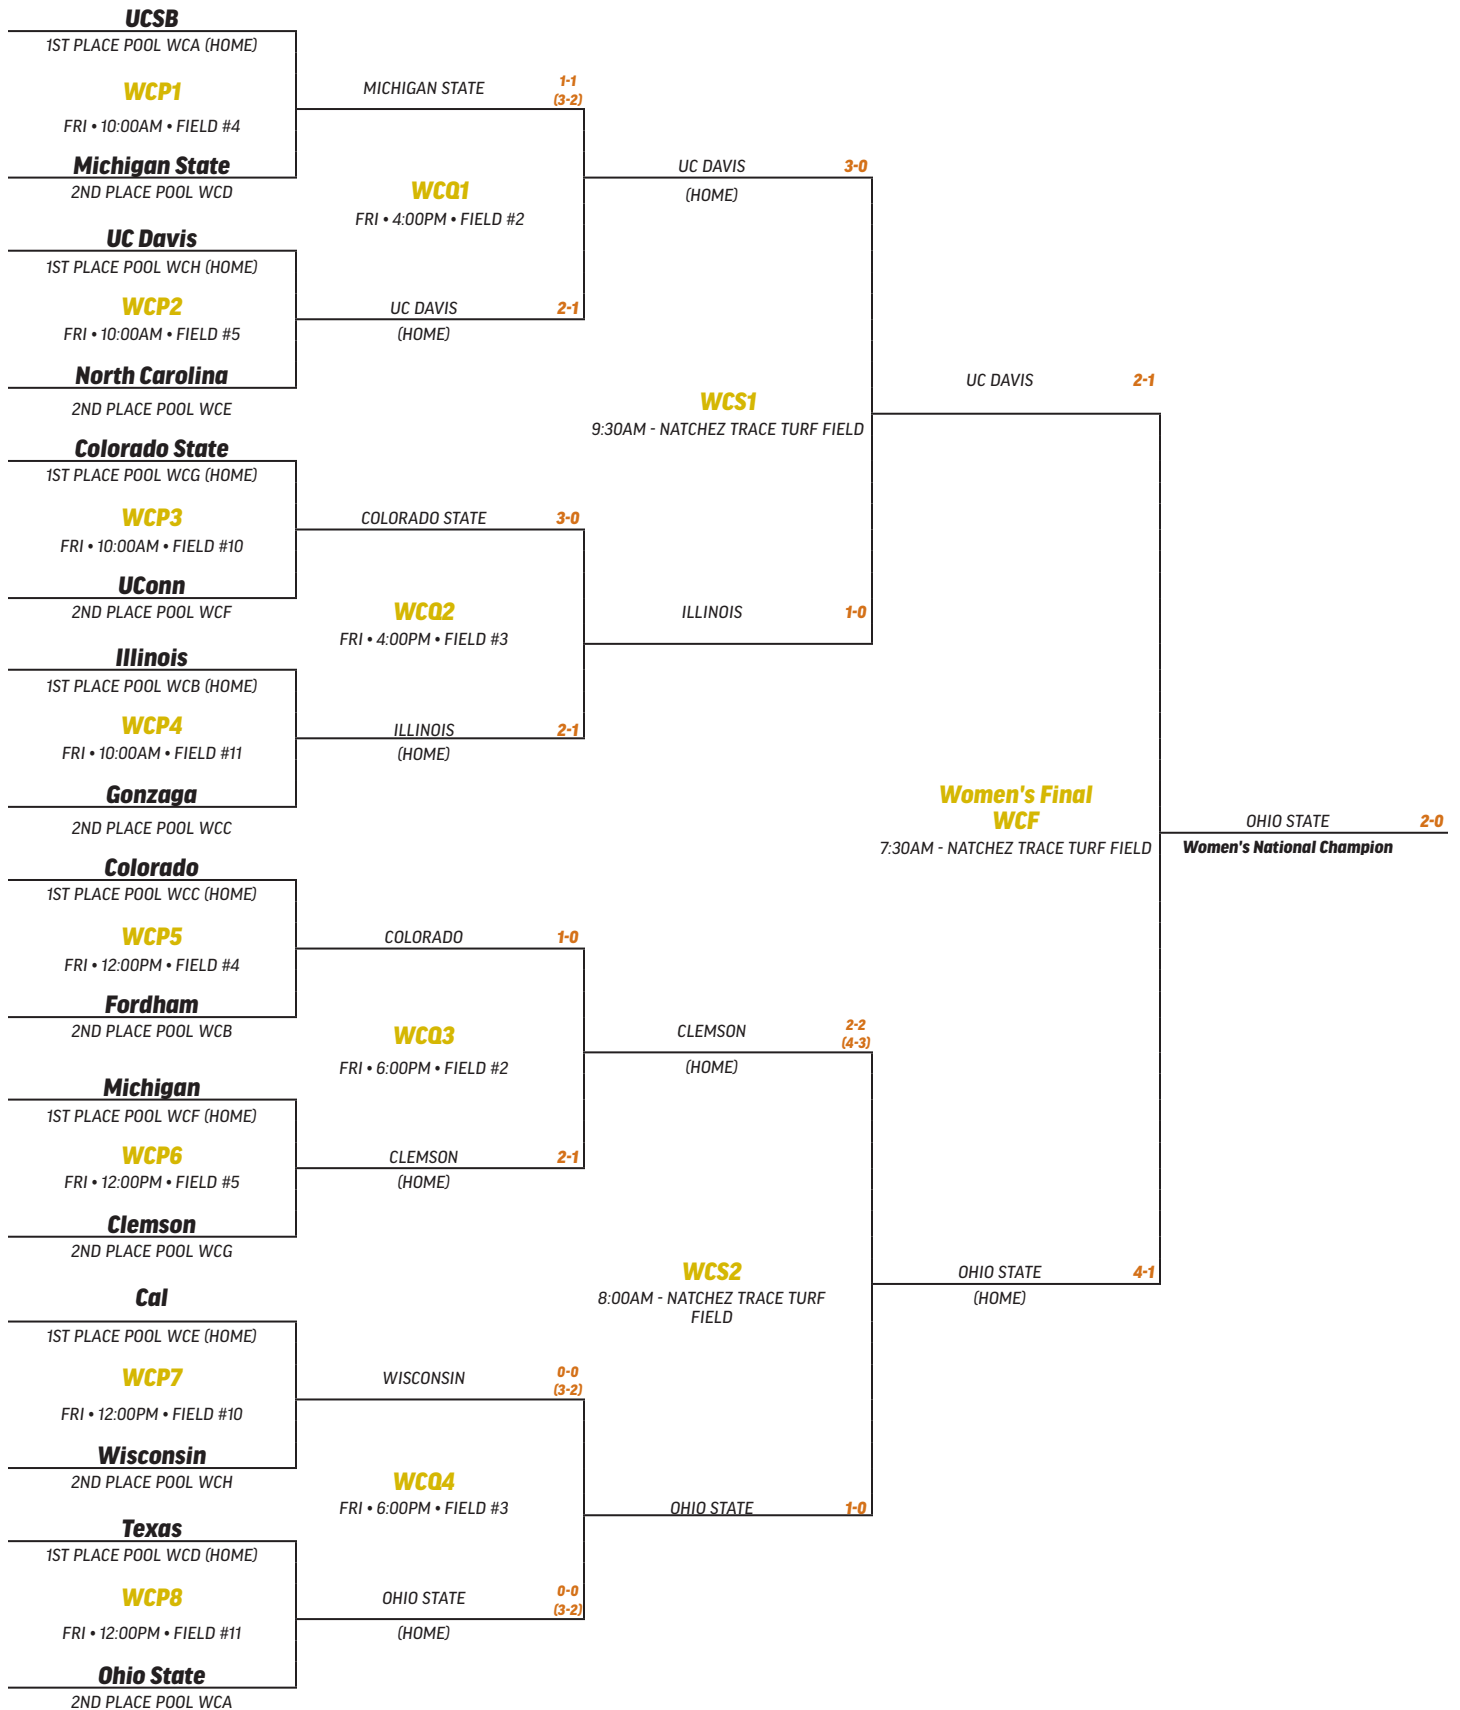 UCSB
1ST PLACE POOL WCA (HOME)
WCP1
FRI • 10:00AM • FIELD #4
Michigan State
2ND PLACE POOL WCD
UC Davis
1ST PLACE POOL WCH (HOME)
WCP2
FRI • 10:00AM • FIELD #5
North Carolina
2ND PLACE POOL WCE
Colorado State
1ST PLACE POOL WCG (HOME)
WCP3
FRI • 10:00AM • FIELD #10
UConn
2ND PLACE POOL WCF
Illinois
1ST PLACE POOL WCB (HOME)
WCP4
FRI • 10:00AM • FIELD #11
Gonzaga
2ND PLACE POOL WCC
Colorado
1ST PLACE POOL WCC (HOME)
WCP5
FRI • 12:00PM • FIELD #4
Fordham
2ND PLACE POOL WCB
Michigan
1ST PLACE POOL WCF (HOME)
WCP6
FRI • 12:00PM • FIELD #5
Clemson
2ND PLACE POOL WCG
Cal
1ST PLACE POOL WCE (HOME)
WCP7
FRI • 12:00PM • FIELD #10
Wisconsin
2ND PLACE POOL WCH
Texas
1ST PLACE POOL WCD (HOME)
WCP8
FRI • 12:00PM • FIELD #11
Ohio State
2ND PLACE POOL WCA
MICHIGAN STATE 1-1
(3-2)
WCQ1
FRI • 4:00PM • FIELD #2
UC DAVIS 2-1
(HOME)
COLORADO STATE 3-0
WCQ2
FRI • 4:00PM • FIELD #3
ILLINOIS 2-1
(HOME)
COLORADO 1-0
WCQ3
FRI • 6:00PM • FIELD #2
CLEMSON 2-1
(HOME)
WISCONSIN 0-0
(3-2)
WCQ4
FRI • 6:00PM • FIELD #3
OHIO STATE 0-0
(3-2)
(HOME)
UC DAVIS 3-0
(HOME)
WCS1
9:30AM - NATCHEZ TRACE TURF FIELD
ILLINOIS 1-0
CLEMSON 2-2
(4-3)
(HOME)
WCS2
8:00AM - NATCHEZ TRACE TURF
FIELD
OHIO STATE 1-0
UC DAVIS 2-1
Women's Final
WCF
7:30AM - NATCHEZ TRACE TURF FIELD
OHIO STATE 4-1
(HOME)
OHIO STATE 2-0
Women's National Champion